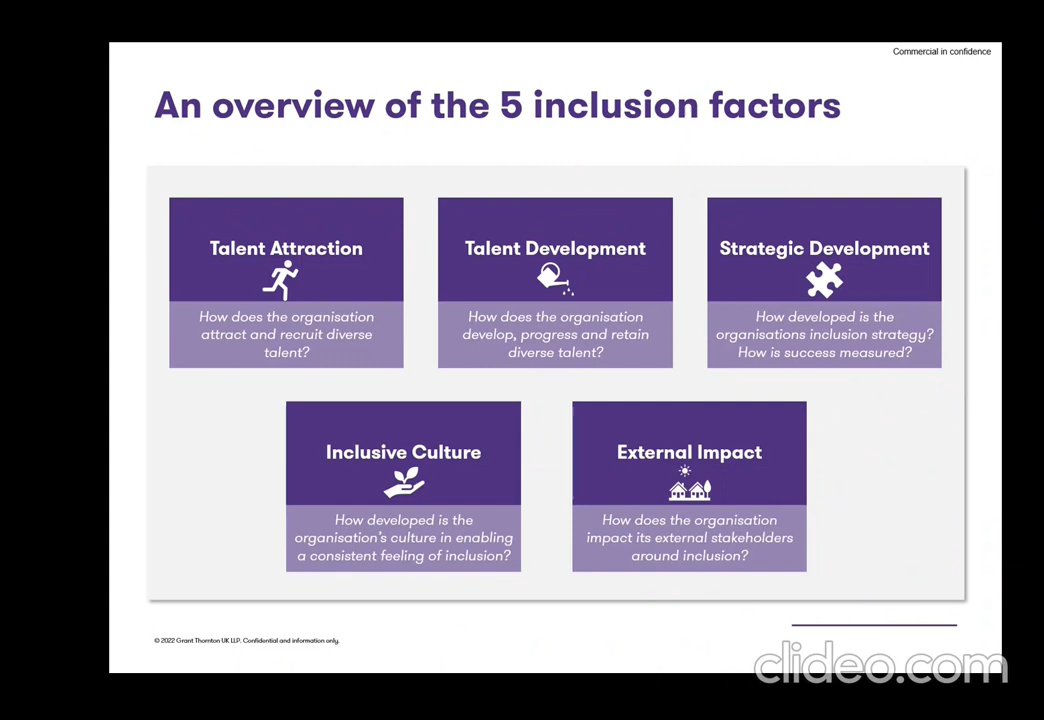 Commercial in confidence
An overview of the 5 inclusion factors
Talent Attraction
How does the organisation
attract and recruit diverse
talent?
Talent Development
How does the organisation
develop, progress and retain
diverse talent?
Strategic Development
How developed is the
organisations inclusion strategy?
How is success measured?
Inclusive Culture
How developed is the
organisation's culture in enabling
a consistent feeling of inclusion?
External Impact
How does the organisation
impact its external stakeholders
around inclusion?
© 2022 Grant Thornton UK LLP. Confidential and information only.
clideo.com